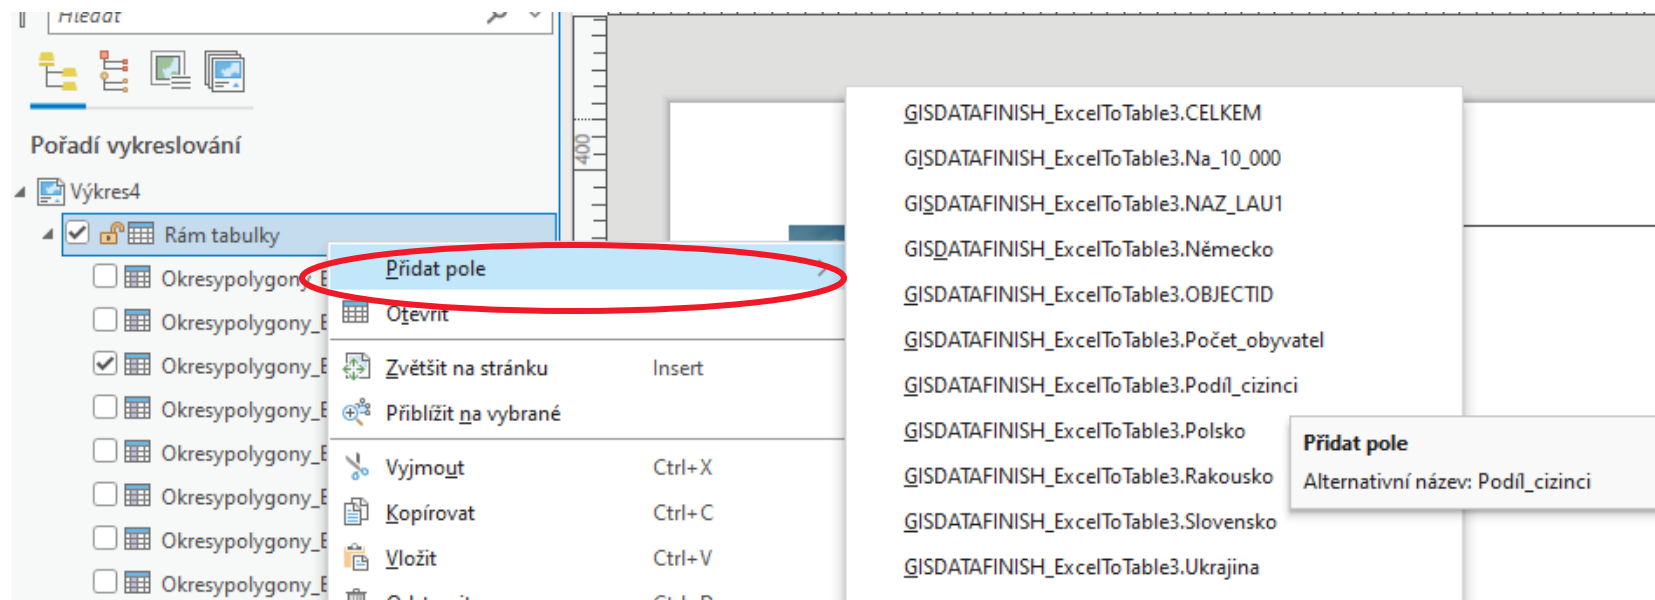 Hledat
Pořadí vykreslování
Výkres4
Rám tabulky
Okresypolygony_E
Okresypolygony_E
Okresypolygony_E
Okresypolygony_E
Okresypolygony_E
Okresypolygony_E
Okresypolygony_E
Okresypolygony_E
400
Přidat pole
Otevřít
Zvětšit na stránku Insert
Přiblížit na vybrané
Vyjmout Ctrl+X
Kopírovat Ctrl+C
Vložit Ctrl+V
GISDATAFINISH_ExcelToTable3.CELKEM
GISDATAFINISH_ExcelToTable3.Na_10_000
GISDATAFINISH_ExcelToTable3.NAZ_LAU1
GISDATAFINISH_ExcelToTable3.Německo
GISDATAFINISH_ExcelToTable3.OBJECTID
GISDATAFINISH_ExcelToTable3.Počet_obyvatel
GISDATAFINISH_ExcelToTable3.Podíl_cizinci
GISDATAFINISH_ExcelToTable3.Polsko
GISDATAFINISH_ExcelToTable3.Rakousko
GISDATAFINISH_ExcelToTable3.Slovensko
GISDATAFINISH_ExcelToTable3.Ukrajina
Přidat pole
Alternativní název: Podíl_cizinci